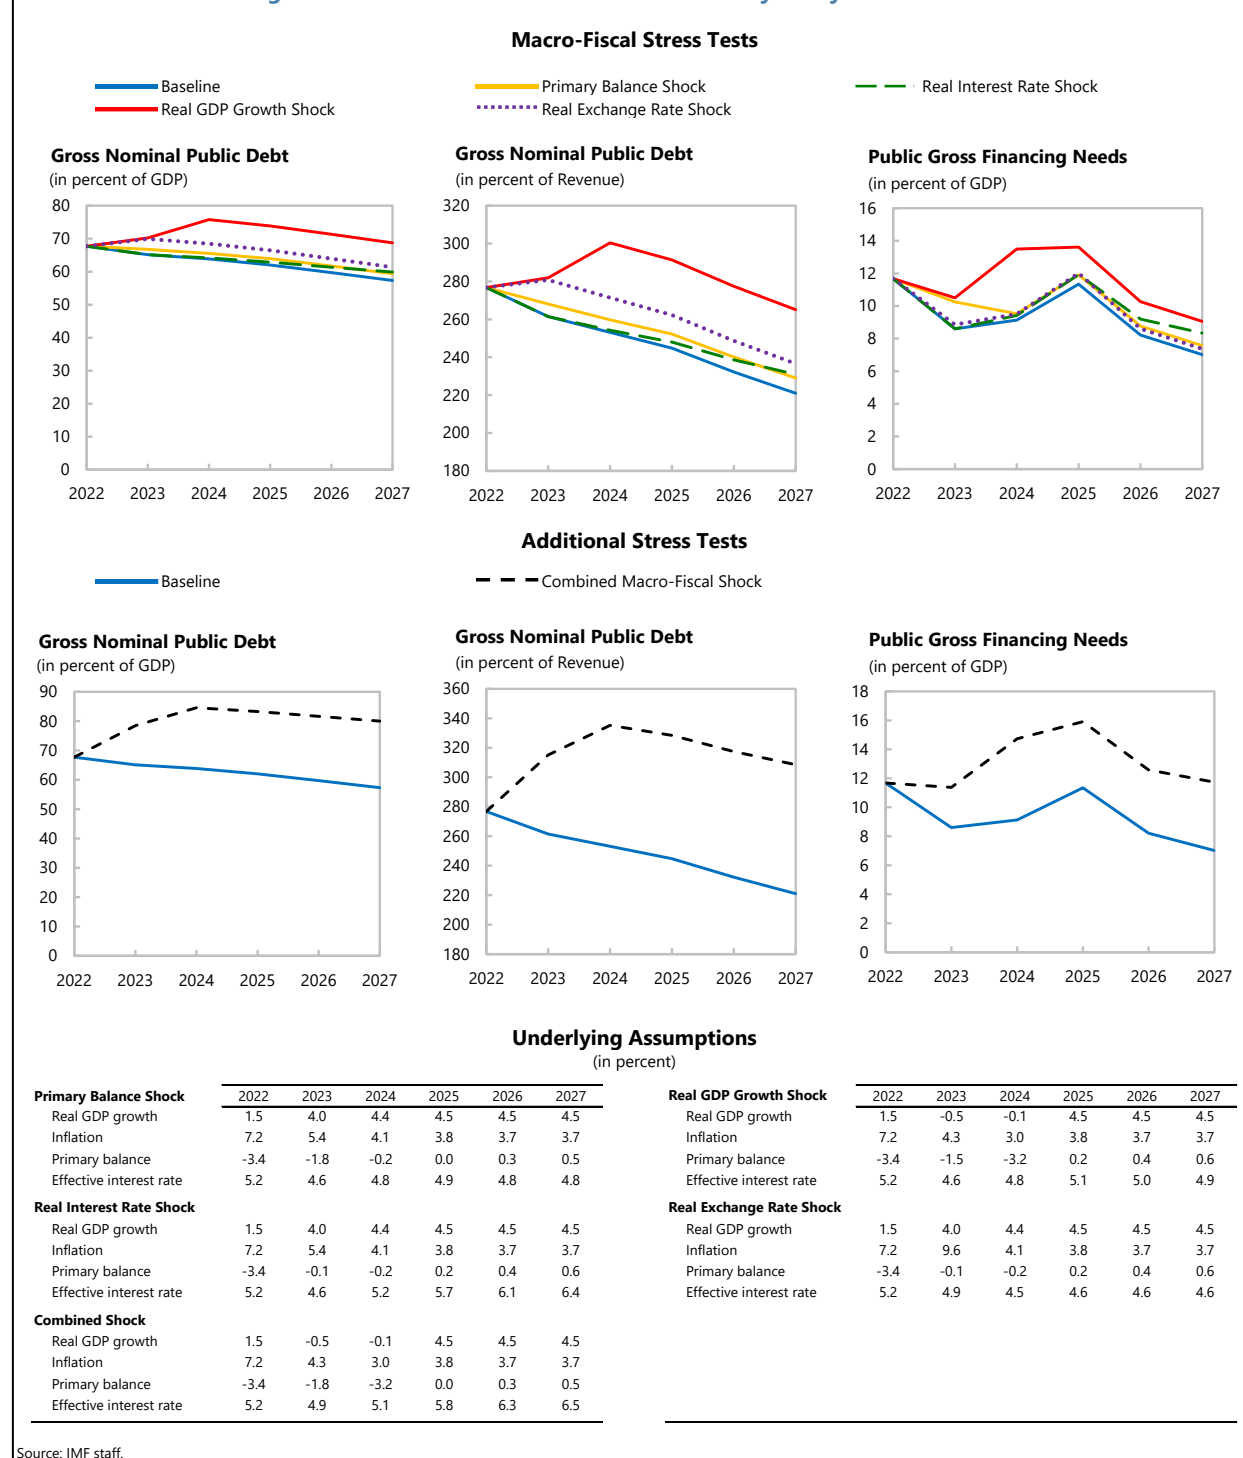 Macro-Fiscal Stress Tests
Baseline
Primary Balance Shock
Real Interest Rate Shock
Real GDP Growth Shock
Real Exchange Rate Shock
Gross Nominal Public Debt
(in percent of GDP)
80
70
60
50
40
30
20
10
0
2022 2023 2024 2025 2026 2027
Gross Nominal Public Debt
(in percent of Revenue)
320
300
280
260
240
220
200
180
2022 2023 2024 2025 2026 2027
Public Gross Financing Needs
(in percent of GDP)
16
14
12
10
8
6
4
2
0
2022 2023 2024 2025 2026 2027
Additional Stress Tests
Baseline
Combined Macro-Fiscal Shock
Gross Nominal Public Debt
(in percent of GDP)
90
80
70
60
50
40
30
20
10
0
2022 2023 2024 2025 2026 2027
Gross Nominal Public Debt
(in percent of Revenue)
360
340
320
300
280
260
240
220
200
180
2022 2023 2024 2025 2026 2027
Public Gross Financing Needs
(in percent of GDP)
18
16
14
12
10
8
6
4
2
0
2022 2023 2024 2025 2026 2027
Underlying Assumptions
(in percent)
Primary Balance Shock 2022 2023 2024 2025 2026 2027
Real GDP growth 1.5 4.0 4.4 4.5 4.5 4.5
Inflation 7.2 5.4 4.1 3.8 3.7 3.7
Primary balance -3.4 -1.8 -0.2 0.0 0.3 0.5
Effective interest rate 5.2 4.6 4.8 4.9 4.8 4.8
Real Interest Rate Shock
Real GDP growth 1.5 4.0 4.4 4.5 4.5 4.5
Inflation 7.2 5.4 4.1 3.8 3.7 3.7
Primary balance -3.4 -0.1 -0.2 0.2 0.4 0.6
Effective interest rate 5.2 4.6 5.2 5.7 6.1 6.4
Combined Shock
Real GDP growth 1.5 -0.5 -0.1 4.5 4.5 4.5
Inflation 7.2 4.3 3.0 3.8 3.7 3.7
Primary balance -3.4 -1.8 -3.2 0.0 0.3 0.5
Effective interest rate 5.2 4.9 5.1 5.8 6.3 6.5
Real GDP Growth Shock 2022 2023 2024 2025 2026 2027
Real GDP growth 1.5 -0.5 -0.1 4.5 4.5 4.5
Inflation 7.2 4.3 3.0 3.8 3.7 3.7
Primary balance -3.4 -1.5 -3.2 0.2 0.4 0.6
Effective interest rate 5.2 4.6 4.8 5.1 5.0 4.9
Real Exchange Rate Shock
Real GDP growth 1.5 4.0 4.4 4.5 4.5 4.5
Inflation 7.2 9.6 4.1 3.8 3.7 3.7
Primary balance -3.4 -0.1 -0.2 0.2 0.4 0.6
Effective interest rate 5.2 4.9 4.5 4.6 4.6 4.6
Source: IMF staff.